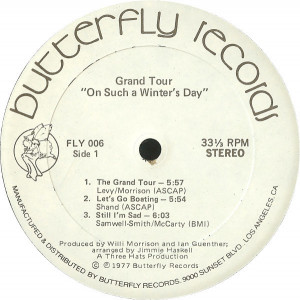 butterfly records
Grand Tour
"On Such a Winter's Day"
FLY 006
Side 1
33⅓ RPM
STEREO
1. The Grand Tour – 5:57
Levy/Morrison (ASCAP)
2. Let's Go Boating – 5:54
Shand (ASCAP)
3. Still I'm Sad – 6:03
Samwell-Smith/McCarty (BMI)
Produced by Willi Morrison and Ian Guenther;
arranged by Jimmie Haskell
A Three Hats Production
Ⓟ 1977 Butterfly Records
MANUFACTURED & DISTRIBUTED BY BUTTERFLY RECORDS. 9000 SUNSET BLVD. LOS ANGELES, CA